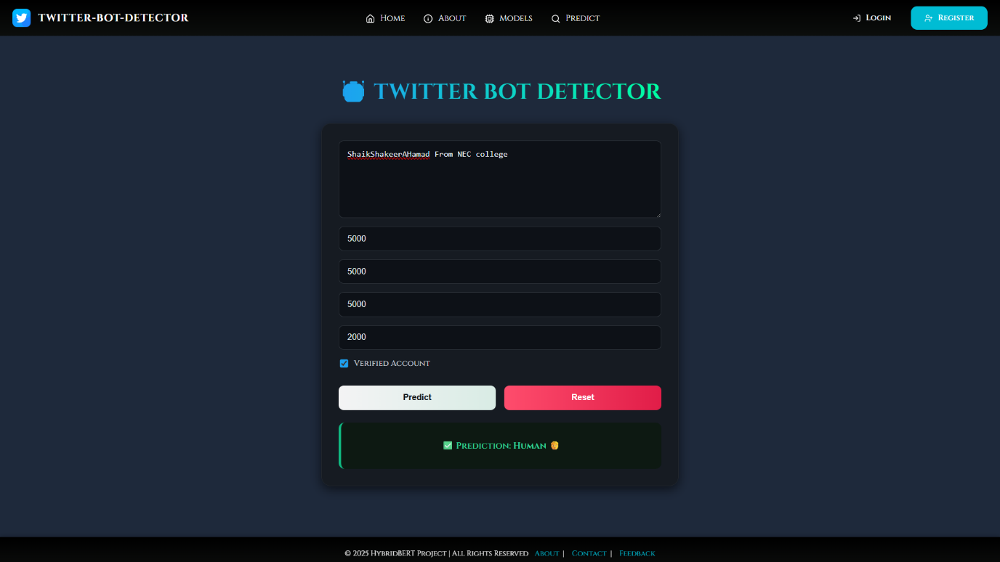 TWITTER-BOT-DETECTOR HOME ABOUT MODELS PREDICT LOGIN REGISTER
TWITTER BOT DETECTOR
ShaikShakeerAHamad From NEC college
5000
5000
5000
2000
VERIFIED ACCOUNT
Predict Reset
✅ PREDICTION: HUMAN
© 2025 HYBRIDBERT PROJECT | ALL RIGHTS RESERVED ABOUT | CONTACT | FEEDBACK